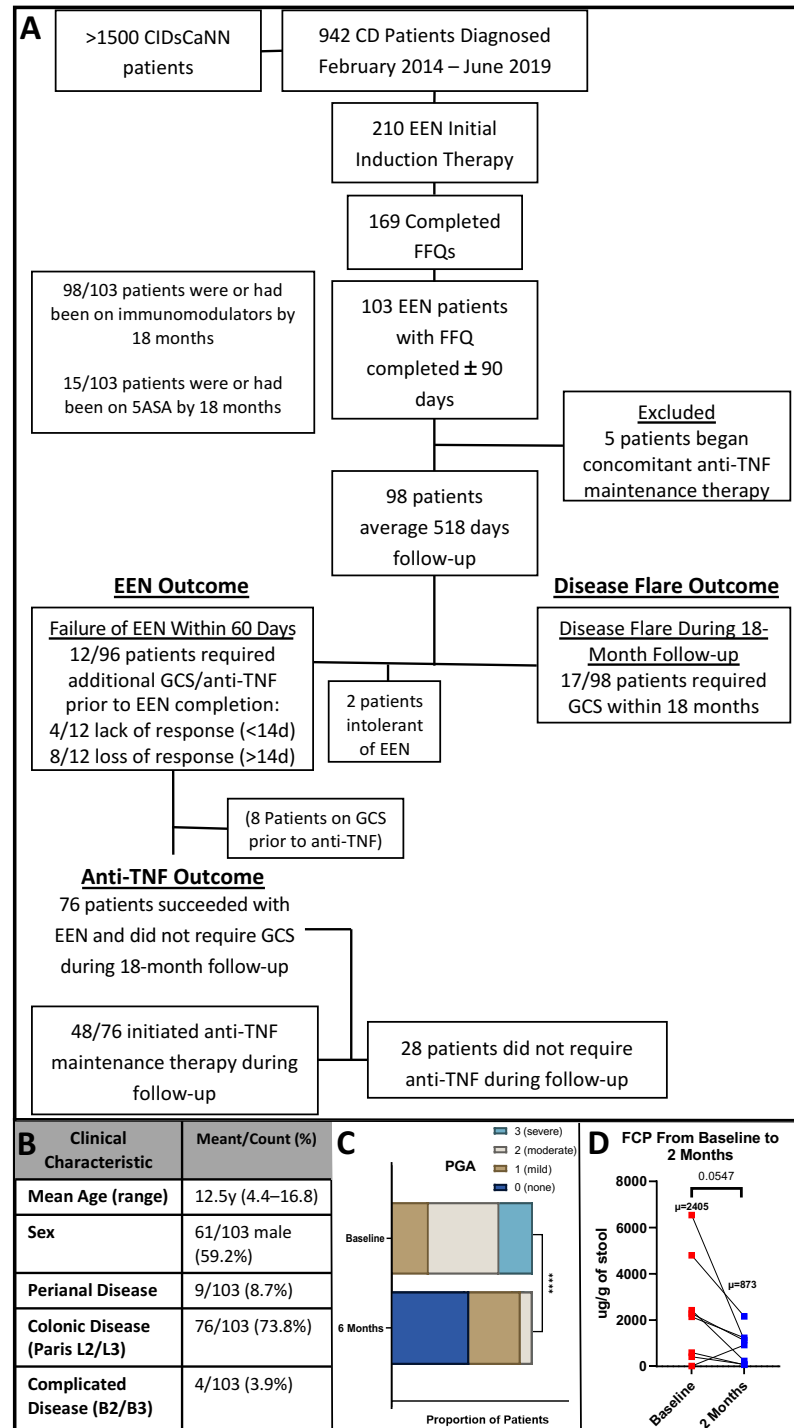 A
>1500 CIDsCaNN
patients
942 CD Patients Diagnosed
February 2014 – June 2019
210 EEN Initial
Induction Therapy
169 Completed
FFQs
98/103 patients were or had
been on immunomodulators by
18 months
15/103 patients were or had
been on 5ASA by 18 months
103 EEN patients
with FFQ
completed ± 90
days
Excluded
5 patients began
concomitant anti-TNF
maintenance therapy
98 patients
average 518 days
follow-up
EEN Outcome
Disease Flare Outcome
Failure of EEN Within 60 Days
12/96 patients required
additional GCS/anti-TNF
prior to EEN completion:
4/12 lack of response (<14d)
8/12 loss of response (>14d)
2 patients
intolerant
of EEN
Disease Flare During 18-
Month Follow-up
17/98 patients required
GCS within 18 months
(8 Patients on GCS
prior to anti-TNF)
Anti-TNF Outcome
76 patients succeeded with
EEN and did not require GCS
during 18-month follow-up
48/76 initiated anti-TNF
maintenance therapy during
follow-up
28 patients did not require
anti-TNF during follow-up
B
Clinical
Characteristic
Meant/Count (%)
Mean Age (range)
12.5y (4.4–16.8)
Sex
61/103 male
(59.2%)
Perianal Disease
9/103 (8.7%)
Colonic Disease
(Paris L2/L3)
76/103 (73.8%)
Complicated
Disease (B2/B3)
4/103 (3.9%)
C
3 (severe)
2 (moderate)
1 (mild)
0 (none)
PGA
Baseline
6 Months
****
Proportion of Patients
D
FCP From Baseline to
2 Months
0.0547
8000
6000
4000
2000
0
ug/g of stool
μ=2405
μ=873
Baseline
2 Months